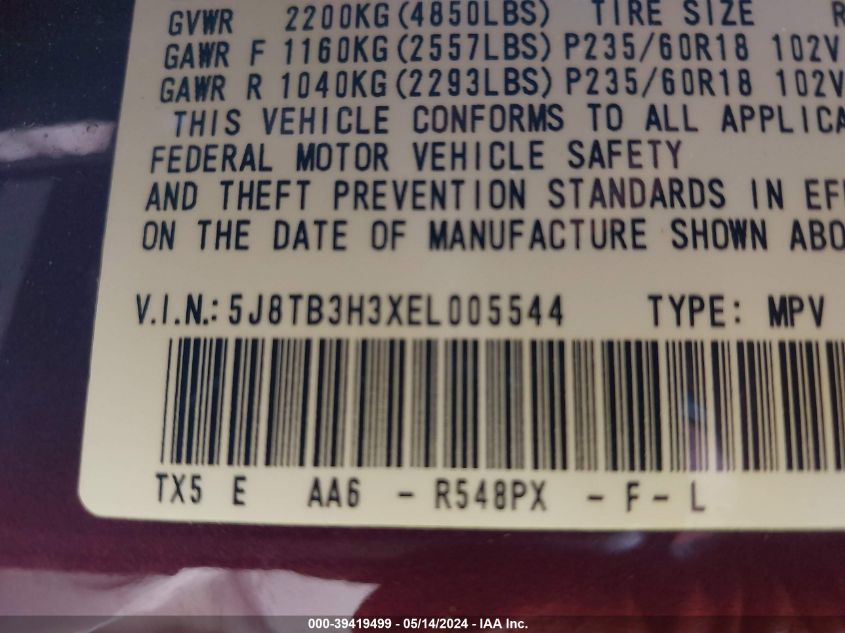 GVWR 2200KG(4850LBS) TIRE SIZE
GAWR F 1160KG(2557LBS) P235/60R18 102V
GAWR R 1040KG(2293LBS) P235/60R18 102V
THIS VEHICLE CONFORMS TO ALL APPLICA
FEDERAL MOTOR VEHICLE SAFETY
AND THEFT PREVENTION STANDARDS IN EF
ON THE DATE OF MANUFACTURE SHOWN ABO
V.I.N.: 5J8TB3H3XEL005544 TYPE: MPV
TX5 E AA6 - R548PX - F - L
000-39419499 - 05/14/2024 - IAA Inc.